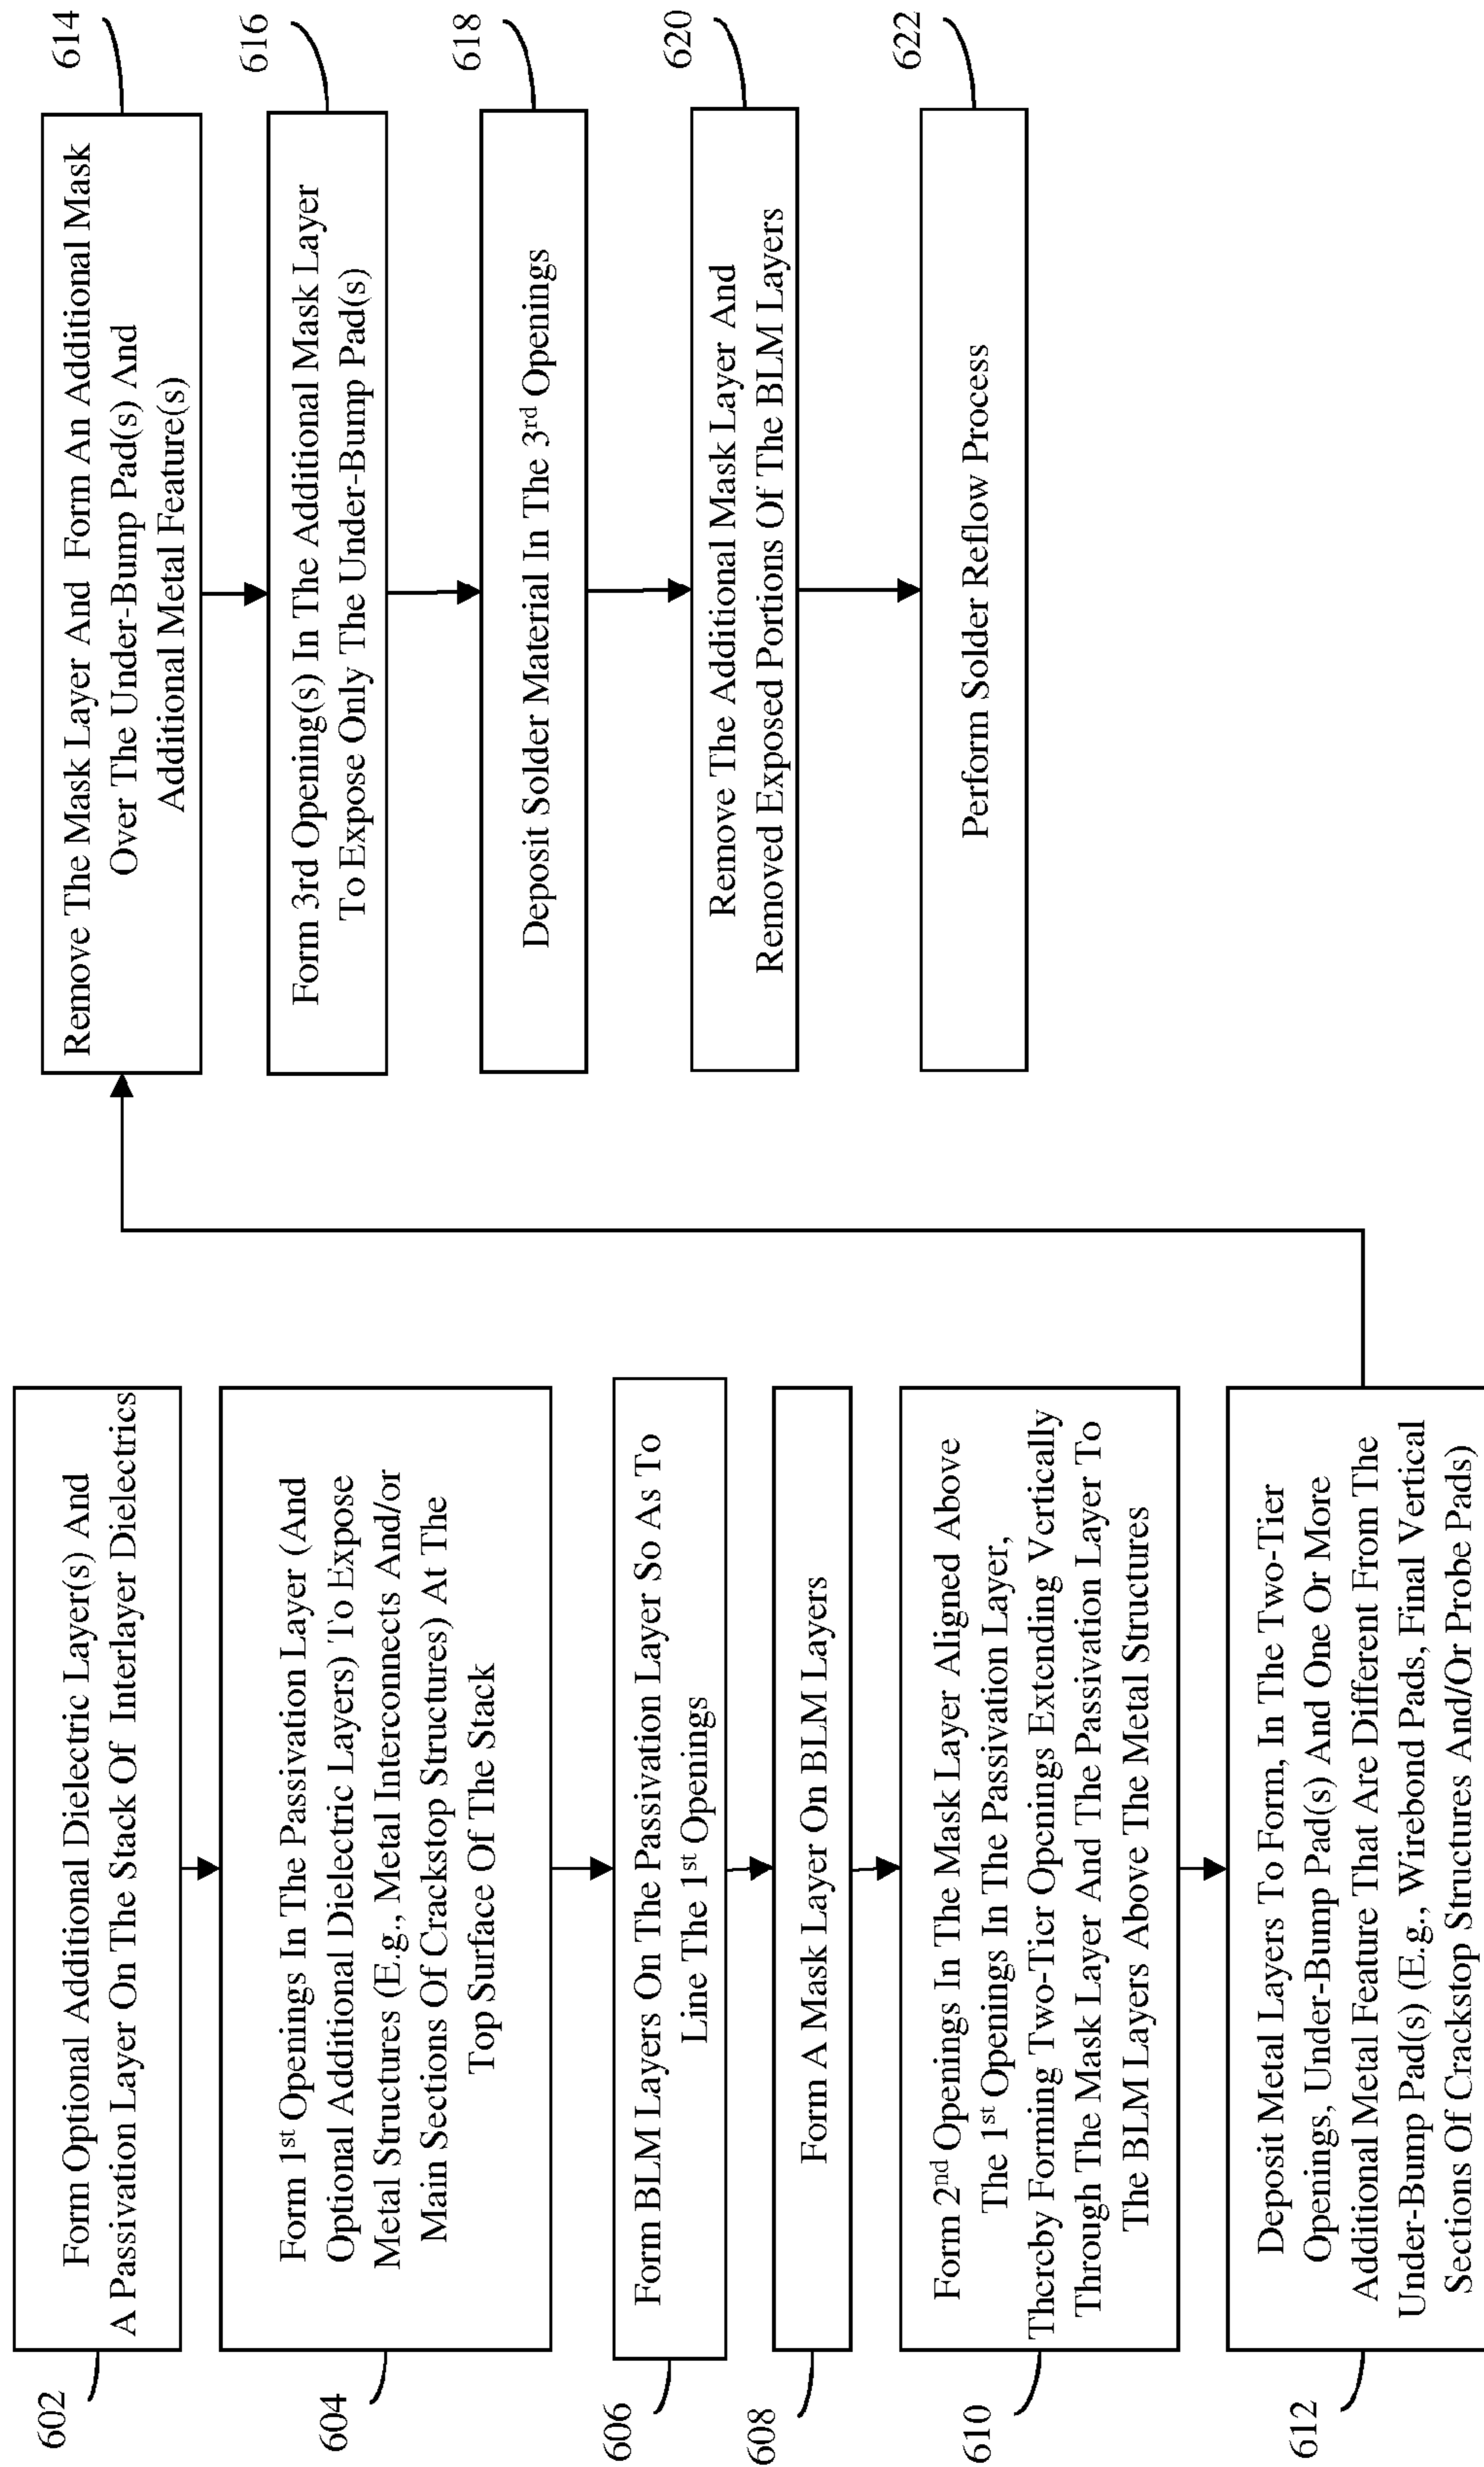 602
Form Optional Additional Dielectric Layer(s) And
A Passivation Layer On The Stack Of Interlayer Dielectrics
604
Form 1st Openings In The Passivation Layer (And
Optional Additional Dielectric Layers) To Expose
Metal Structures (E.g., Metal Interconnects And/or
Main Sections Of Crackstop Structures) At The
Top Surface Of The Stack
606
Form BLM Layers On The Passivation Layer So As To
Line The 1st Openings
608
Form A Mask Layer On BLM Layers
610
Form 2nd Openings In The Mask Layer Aligned Above
The 1st Openings In The Passivation Layer,
Thereby Forming Two-Tier Openings Extending Vertically
Through The Mask Layer And The Passivation Layer To
The BLM Layers Above The Metal Structures
612
Deposit Metal Layers To Form, In The Two-Tier
Openings, Under-Bump Pad(s) And One Or More
Additional Metal Feature That Are Different From The
Under-Bump Pad(s) (E.g., Wirebond Pads, Final Vertical
Sections Of Crackstop Structures And/Or Probe Pads)
614
Remove The Mask Layer And Form An Additional Mask
Over The Under-Bump Pad(s) And
Additional Metal Feature(s)
616
Form 3rd Opening(s) In The Additional Mask Layer
To Expose Only The Under-Bump Pad(s)
618
Deposit Solder Material In The 3rd Openings
620
Remove The Additional Mask Layer And
Removed Exposed Portions Of The BLM Layers
622
Perform Solder Reflow Process